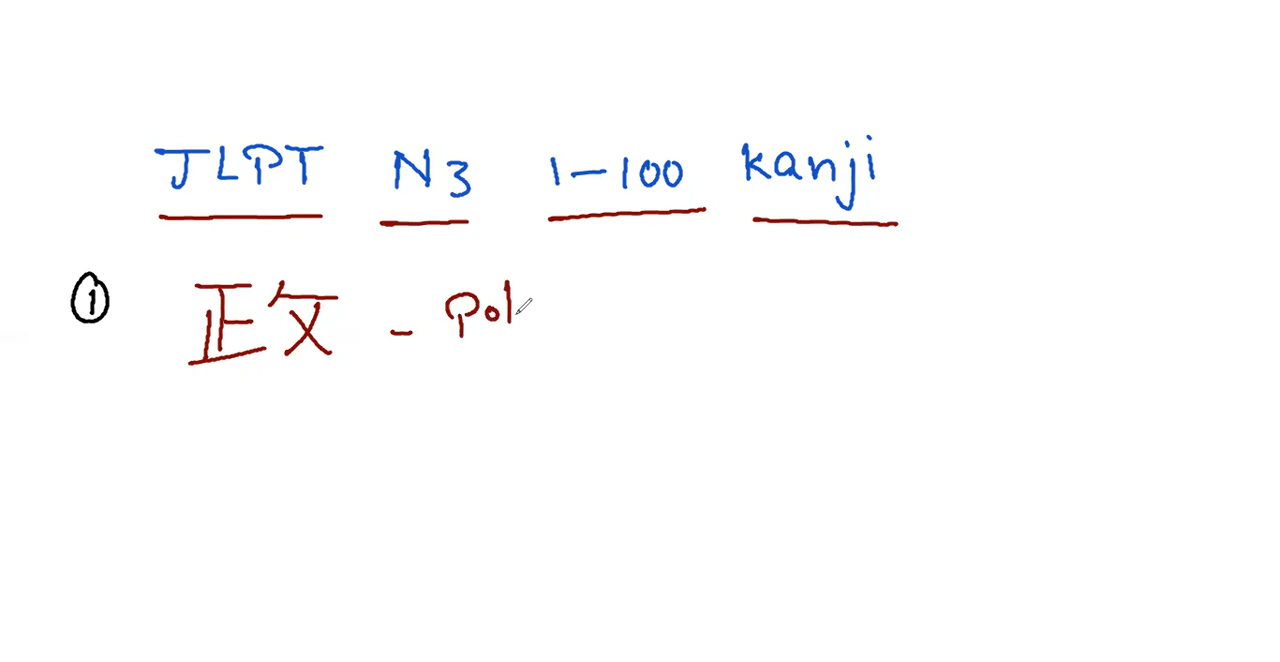 JLPT N3 1-100 Kanji
① 政 - Pol